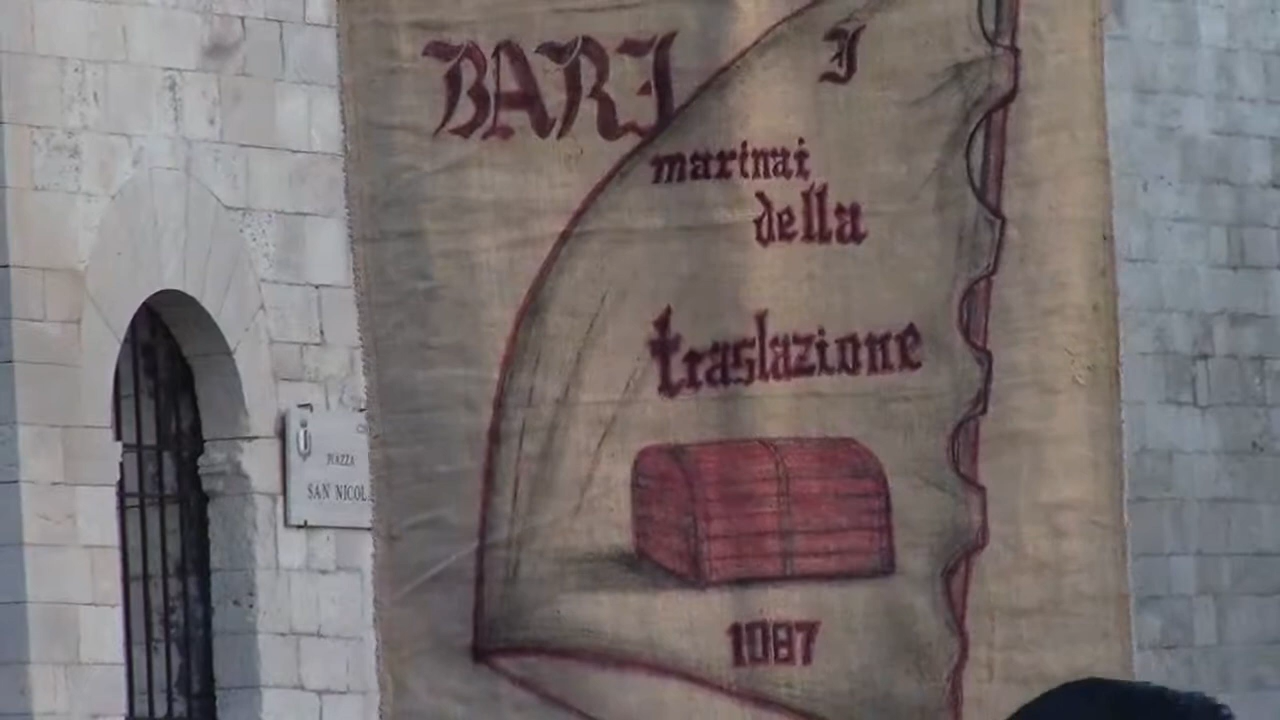 BARI
I
marinai
della
traslazione
1087
PIAZZA
SAN NICOL